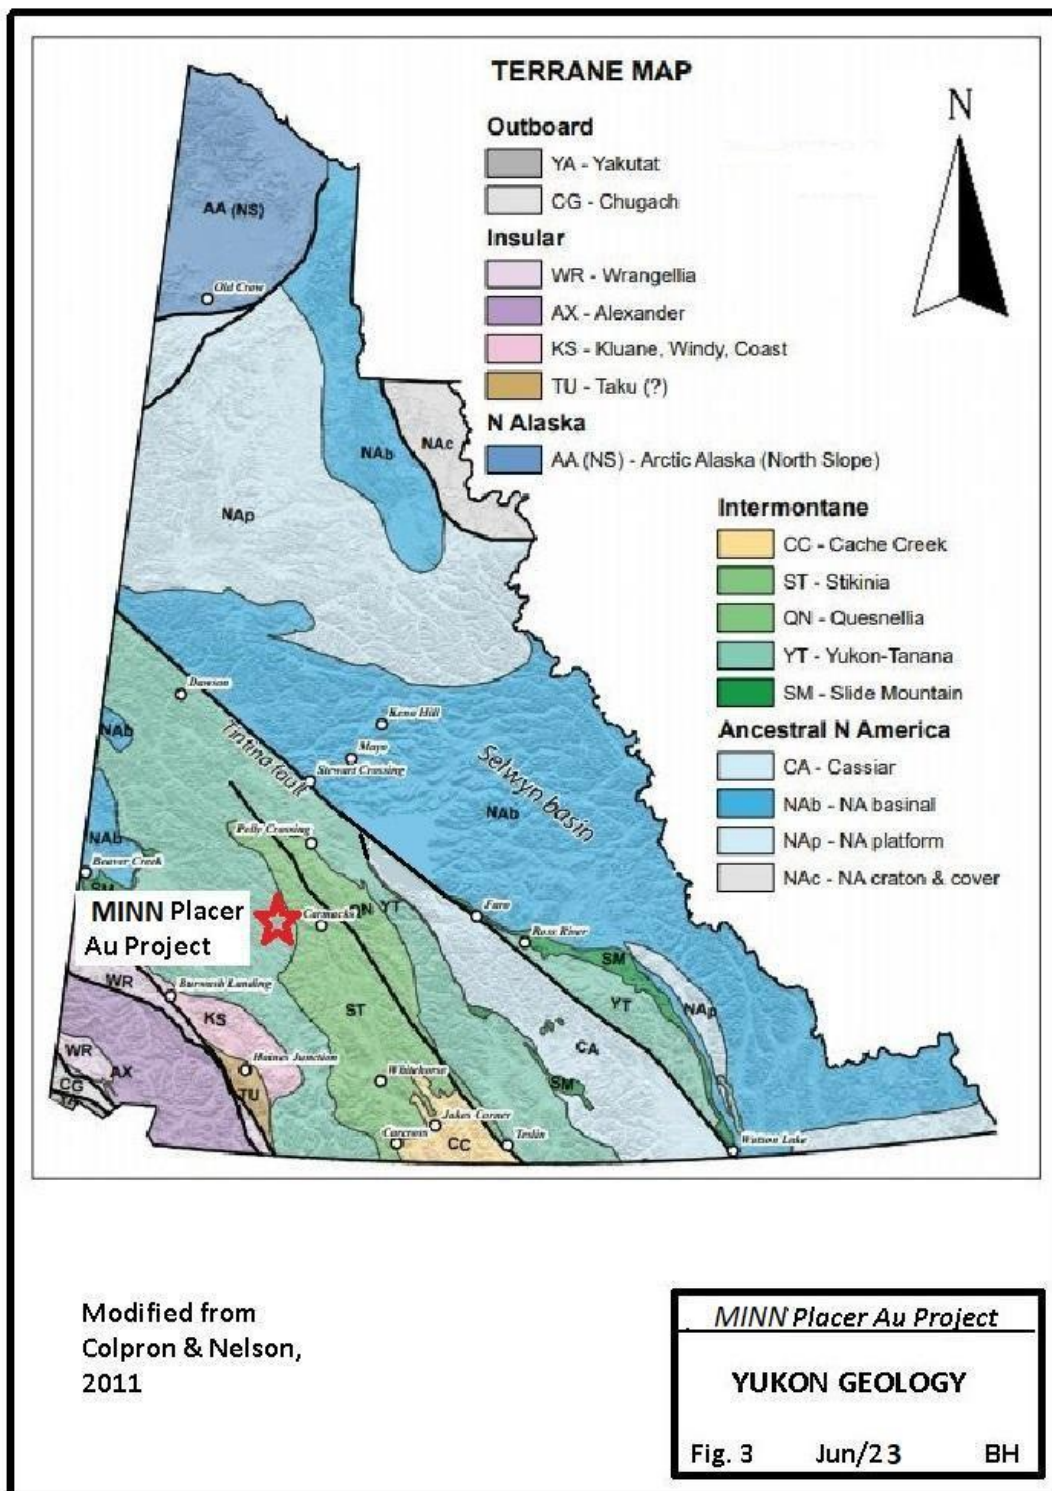 TERRANE MAP
N
Outboard
YA - Yakutat
CG - Chugach
Insular
WR - Wrangellia
AX - Alexander
KS - Kluane, Windy, Coast
TU - Taku (?)
N Alaska
AA (NS) - Arctic Alaska (North Slope)
Intermontane
CC - Cache Creek
ST - Stikinia
QN - Quesnellia
YT - Yukon-Tanana
SM - Slide Mountain
Ancestral N America
CA - Cassiar
NAb - NA basinal
NAp - NA platform
NAc - NA craton & cover
AA (NS)
Old Crow
NAc
NAb
NAp
Dawson
Keno Hill
NAb
Tintina fault
Mayo
Stewart Crossing
Selwyn basin
NAb
Pelly Crossing
NAb
Beaver Creek
SM
MINN Placer
Au Project
Carmacks
QN
YT
Faro
Ross River
SM
WR
Burwash Landing
KS
ST
YT
NAp
CA
WR
AX
Haines Junction
CG
YA
TU
Whitehorse
SM
Jakes Corner
Carcross
CC
Teslin
Watson Lake
Modified from
Colpron & Nelson,
2011
MINN Placer Au Project
YUKON GEOLOGY
Fig. 3 Jun/23 BH